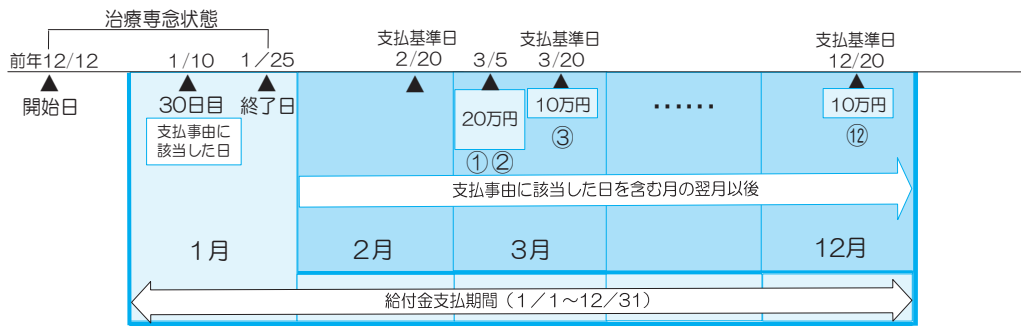 治療専念状態
前年12/12
1/10
1／25
支払基準日
2/20
3/5
支払基準日
3/20
支払基準日
12/20
開始日
30日目
終了日
支払事由に
該当した日
20万円
①②
10万円
③
……
10万円
⑫
支払事由に該当した日を含む月の翌月以後
1月
2月
3月
12月
給付金支払期間（1／1～12／31）